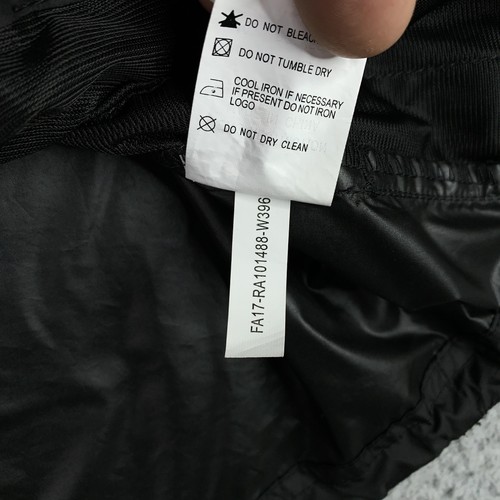 DO NOT BLEAC
DO NOT TUMBLE DRY
COOL IRON IF NECESSARY
IF PRESENT DO NOT IRON
LOGO
DO NOT DRY CLEAN
FA17-RA101488-W396